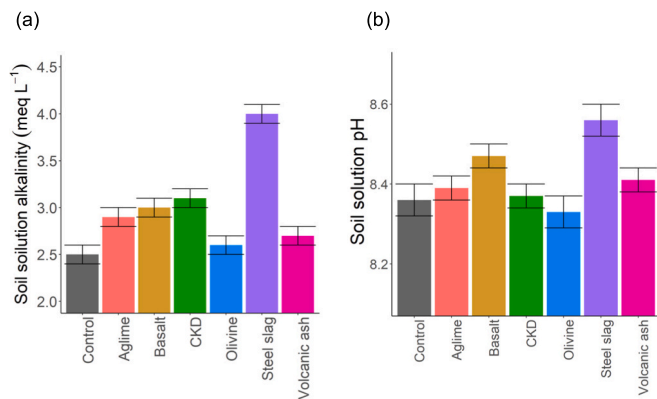 (a)
(b)
Soil soilution alkalinity (meq L⁻¹)
4.5
4.0
3.5
3.0
2.5
2.0
Control
Aglime
Basalt
CKD
Olivine
Steel slag
Volcanic ash
Soil solution pH
8.6
8.4
8.2
Control
Aglime
Basalt
CKD
Olivine
Steel slag
Volcanic ash